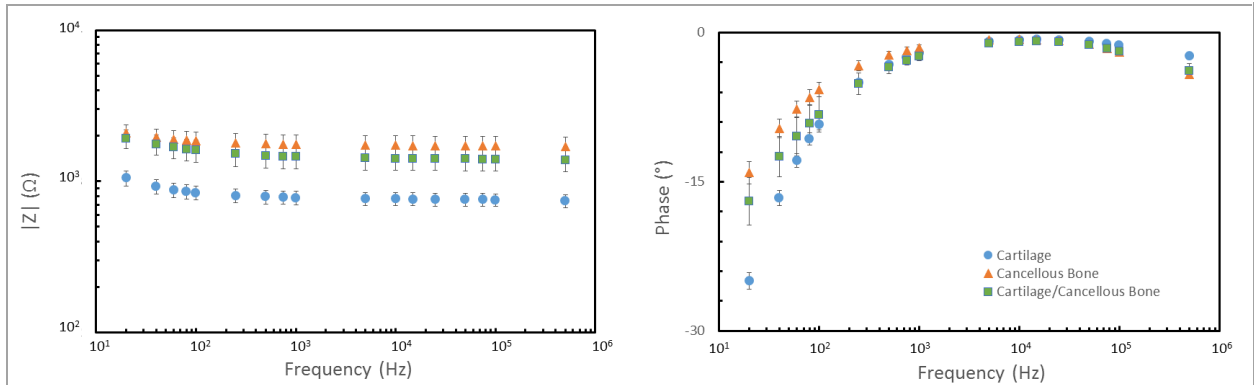 10⁴
10³
10²
|Z| (Ω)
10¹ 10² 10³ 10⁴ 10⁵ 10⁶
Frequency (Hz)
-0
-15
-30
Phase (°)
Cartilage
Cancellous Bone
Cartilage/Cancellous Bone
10¹ 10² 10³ 10⁴ 10⁵ 10⁶
Frequency (Hz)